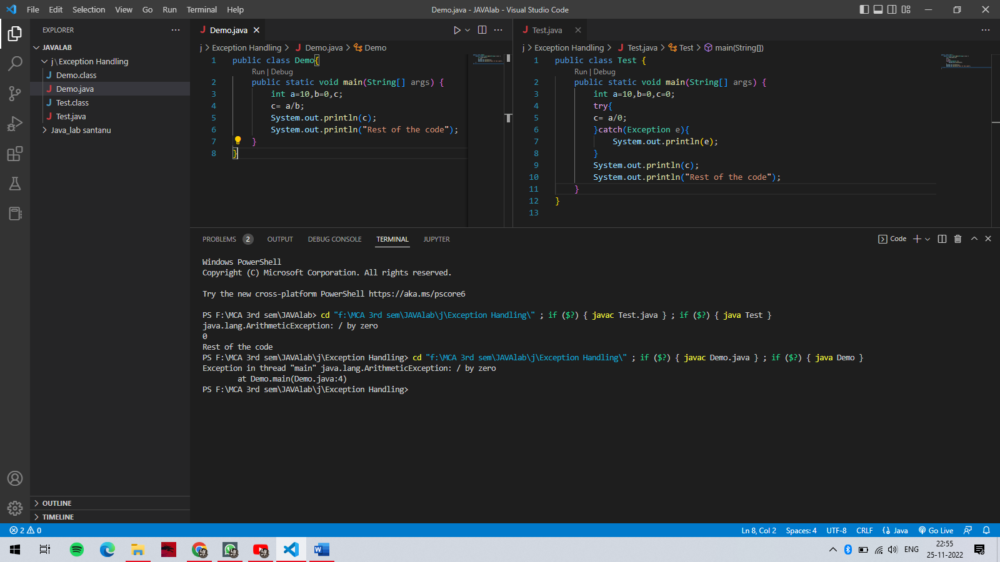 File Edit Selection View Go Run Terminal Help
Demo.java - JAVAlab - Visual Studio Code
EXPLORER
JAVALAB
j\Exception Handling
Demo.class
Demo.java
Test.class
Test.java
Java_lab santanu
OUTLINE
TIMELINE
Demo.java
j > Exception Handling > Demo.java > Demo
1 public class Demo{
Run | Debug
2 public static void main(String[] args) {
3 int a=10,b=0,c;
4 c= a/b;
5 System.out.println(c);
6 System.out.println("Rest of the code");
7 }
8 }
Test.java
j > Exception Handling > Test.java > Test > main(String[])
1 public class Test {
Run | Debug
2 public static void main(String[] args) {
3 int a=10,b=0,c=0;
4 try{
5 c= a/0;
6 }catch(Exception e){
7 System.out.println(e);
8 }
9 System.out.println(c);
10 System.out.println("Rest of the code");
11 }
12 }
13
PROBLEMS 2 OUTPUT DEBUG CONSOLE TERMINAL JUPYTER
Code
Windows PowerShell
Copyright (C) Microsoft Corporation. All rights reserved.
Try the new cross-platform PowerShell https://aka.ms/pscore6
PS F:\MCA 3rd sem\JAVAlab> cd "f:\MCA 3rd sem\JAVAlab\j\Exception Handling\" ; if ($?) { javac Test.java } ; if ($?) { java Test }
java.lang.ArithmeticException: / by zero
0
Rest of the code
PS F:\MCA 3rd sem\JAVAlab\j\Exception Handling> cd "f:\MCA 3rd sem\JAVAlab\j\Exception Handling\" ; if ($?) { javac Demo.java } ; if ($?) { java Demo }
Exception in thread "main" java.lang.ArithmeticException: / by zero
at Demo.main(Demo.java:4)
PS F:\MCA 3rd sem\JAVAlab\j\Exception Handling>
2 0
Ln 8, Col 2 Spaces: 4 UTF-8 CRLF Java Go Live
ENG
22:55
25-11-2022